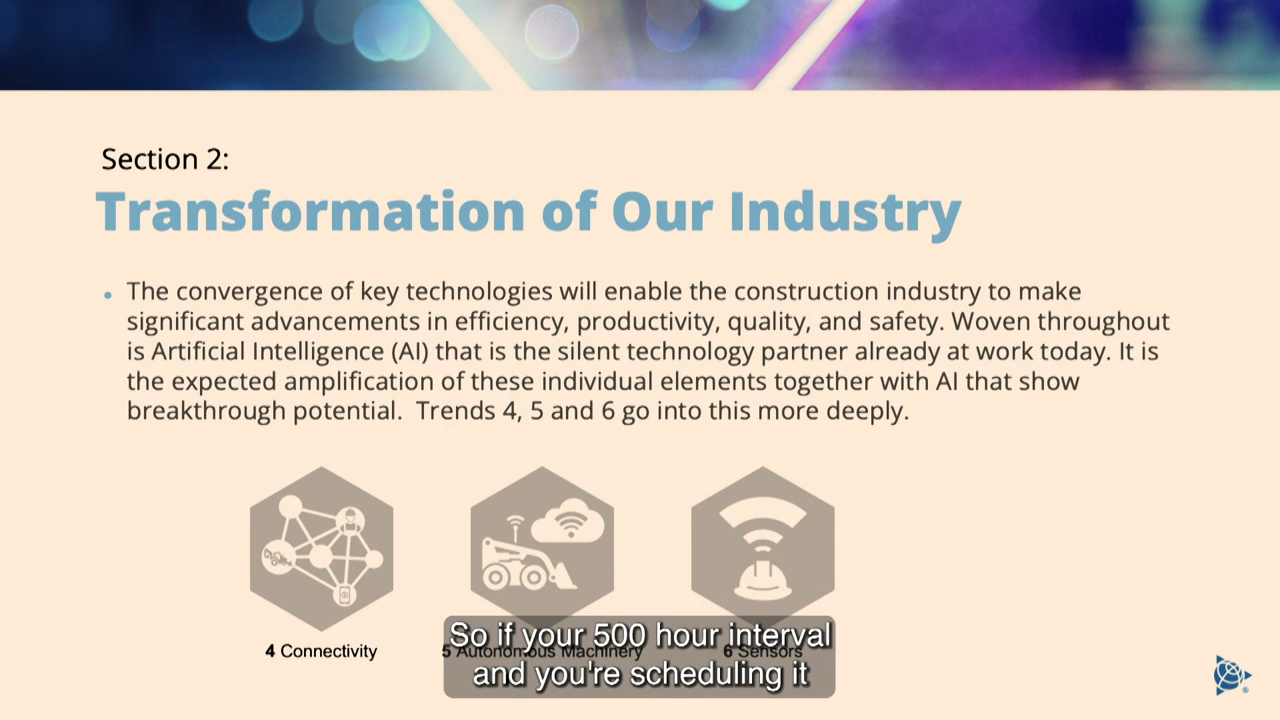 Section 2:
Transformation of Our Industry
• The convergence of key technologies will enable the construction industry to make
significant advancements in efficiency, productivity, quality, and safety. Woven throughout
is Artificial Intelligence (AI) that is the silent technology partner already at work today. It is
the expected amplification of these individual elements together with AI that show
breakthrough potential.  Trends 4, 5 and 6 go into this more deeply.
4 Connectivity
5 Autonomous Machinery
6 Sensors
So if your 500 hour interval
and you're scheduling it